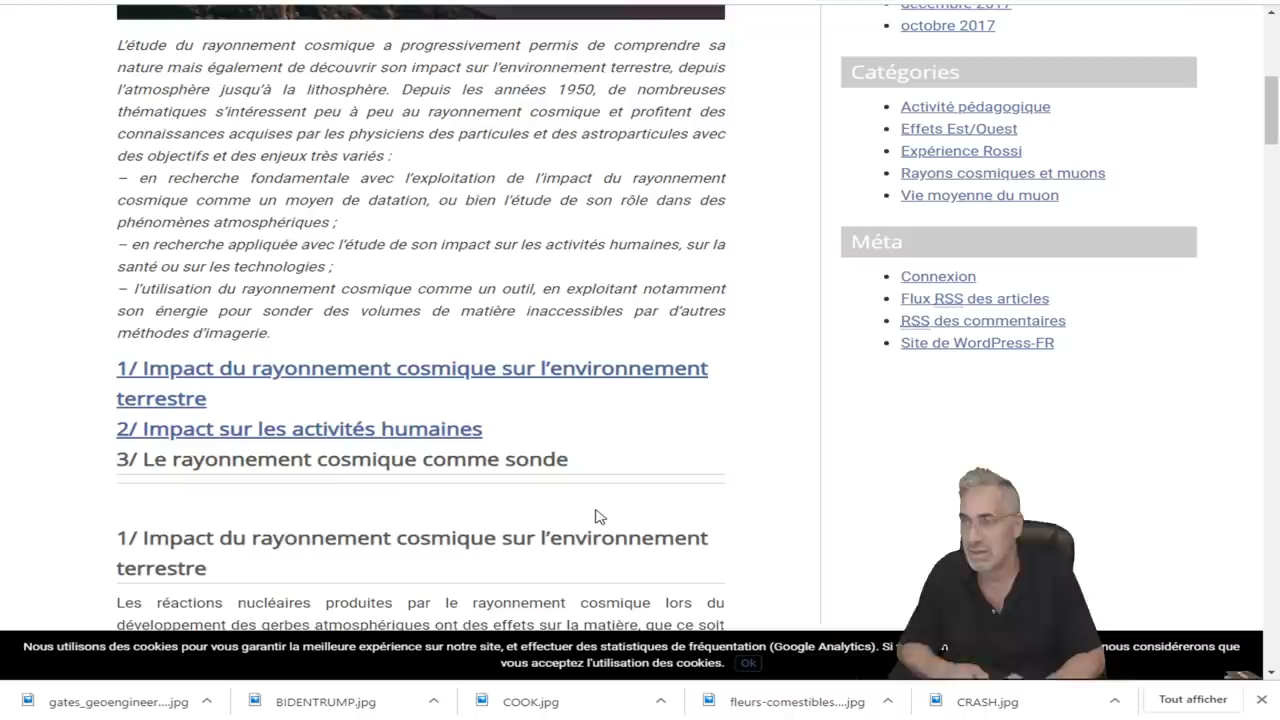 L'étude du rayonnement cosmique a progressivement permis de comprendre sa
nature mais également de découvrir son impact sur l'environnement terrestre, depuis
l'atmosphère jusqu'à la lithosphère. Depuis les années 1950, de nombreuses
thématiques s'intéressent peu à peu au rayonnement cosmique et profitent des
connaissances acquises par les physiciens des particules et des astroparticules avec
des objectifs et des enjeux très variés :
– en recherche fondamentale avec l'exploitation de l'impact du rayonnement
cosmique comme un moyen de datation, ou bien l'étude de son rôle dans des
phénomènes atmosphériques ;
– en recherche appliquée avec l'étude de son impact sur les activités humaines, sur la
santé ou sur les technologies ;
– l'utilisation du rayonnement cosmique comme un outil, en exploitant notamment
son énergie pour sonder des volumes de matière inaccessibles par d'autres
méthodes d'imagerie.
1/ Impact du rayonnement cosmique sur l'environnement
terrestre
2/ Impact sur les activités humaines
3/ Le rayonnement cosmique comme sonde
1/ Impact du rayonnement cosmique sur l'environnement
terrestre
Les réactions nucléaires produites par le rayonnement cosmique lors du
développement des gerbes atmosphériques ont des effets sur la matière, que ce soit
décembre 2017
octobre 2017
Catégories
Activité pédagogique
Effets Est/Ouest
Expérience Rossi
Rayons cosmiques et muons
Vie moyenne du muon
Méta
Connexion
Flux RSS des articles
RSS des commentaires
Site de WordPress-FR
Nous utilisons des cookies pour vous garantir la meilleure expérience sur notre site, et effectuer des statistiques de fréquentation (Google Analytics). Si nous considérerons que
vous acceptez l'utilisation des cookies. Ok
gates_geoengineer....jpg
BIDENTRUMP.jpg
COOK.jpg
fleurs-comestibles....jpg
CRASH.jpg
Tout afficher